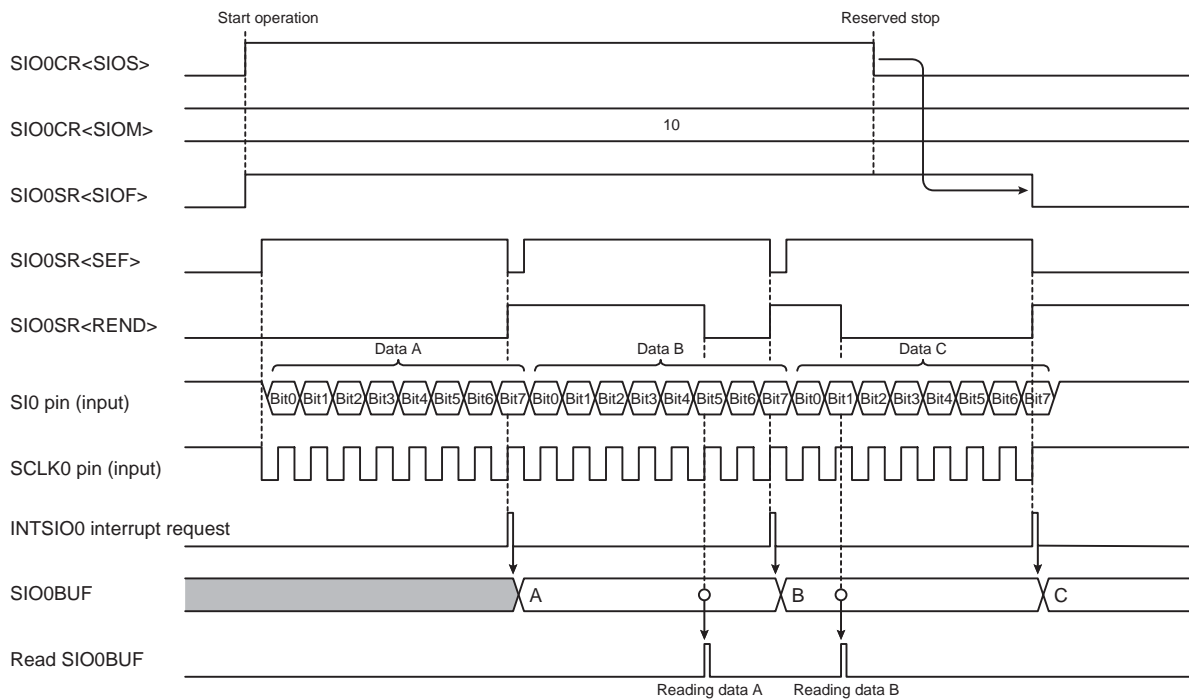 Start operation
Reserved stop
SIO0CR<SIOS>
SIO0CR<SIOM>
10
SIO0SR<SIOF>
SIO0SR<SEF>
SIO0SR<REND>
Data A
Data B
Data C
SI0 pin (input)
Bit0 Bit1 Bit2 Bit3 Bit4 Bit5 Bit6 Bit7 Bit0 Bit1 Bit2 Bit3 Bit4 Bit5 Bit6 Bit7 Bit0 Bit1 Bit2 Bit3 Bit4 Bit5 Bit6 Bit7
SCLK0 pin (input)
INTSIO0 interrupt request
SIO0BUF
A
B
C
Read SIO0BUF
Reading data A
Reading data B